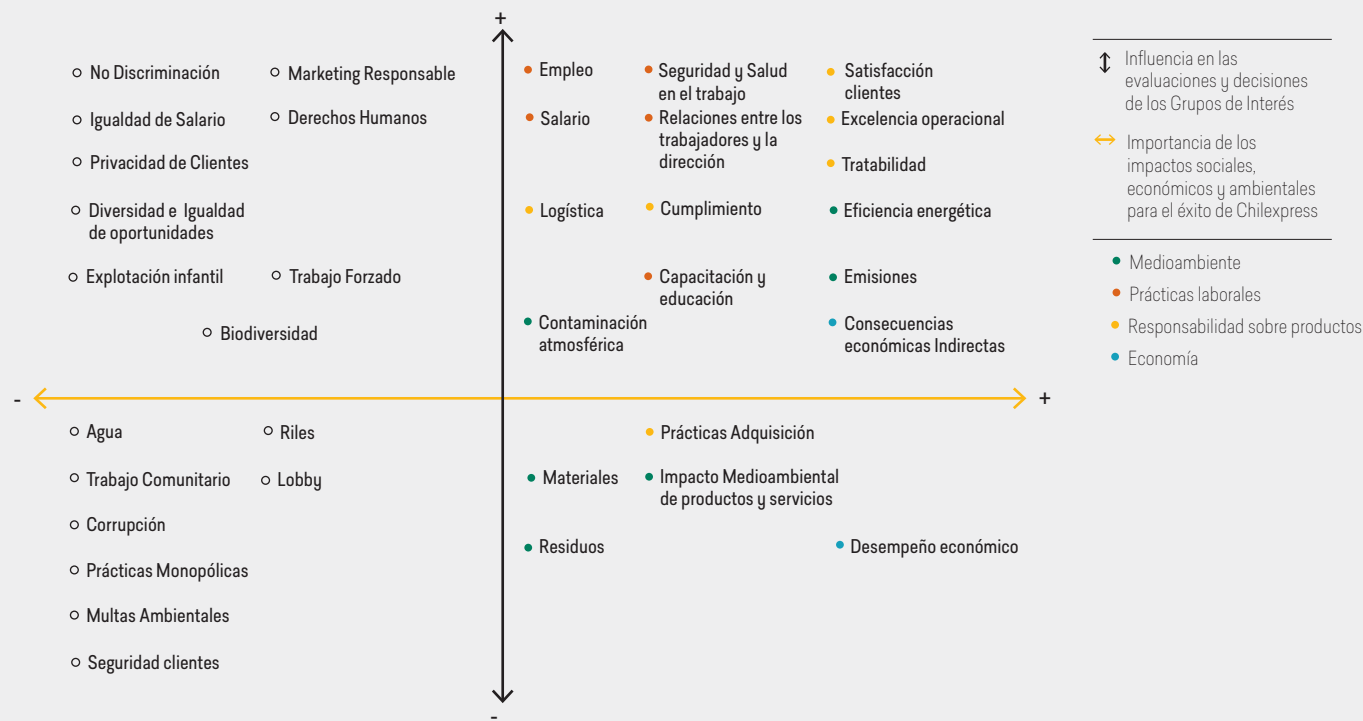 +
No Discriminación
Marketing Responsable
Igualdad de Salario
Derechos Humanos
Privacidad de Clientes
Diversidad e Igualdad
de oportunidades
Explotación infantil
Trabajo Forzado
Biodiversidad
Empleo
Seguridad y Salud
en el trabajo
Satisfacción
clientes
Salario
Relaciones entre los
trabajadores y la
dirección
Excelencia operacional
Tratabilidad
Logística
Cumplimiento
Eficiencia energética
Capacitación y
educación
Emisiones
Contaminación
atmosférica
Consecuencias
económicas Indirectas
-
+
Agua
Riles
Trabajo Comunitario
Lobby
Corrupción
Prácticas Monopólicas
Multas Ambientales
Seguridad clientes
Prácticas Adquisición
Materiales
Impacto Medioambiental
de productos y servicios
Residuos
Desempeño económico
-
Influencia en las
evaluaciones y decisiones
de los Grupos de Interés
Importancia de los
impactos sociales,
económicos y ambientales
para el éxito de Chilexpress
Medioambiente
Prácticas laborales
Responsabilidad sobre productos
Economía